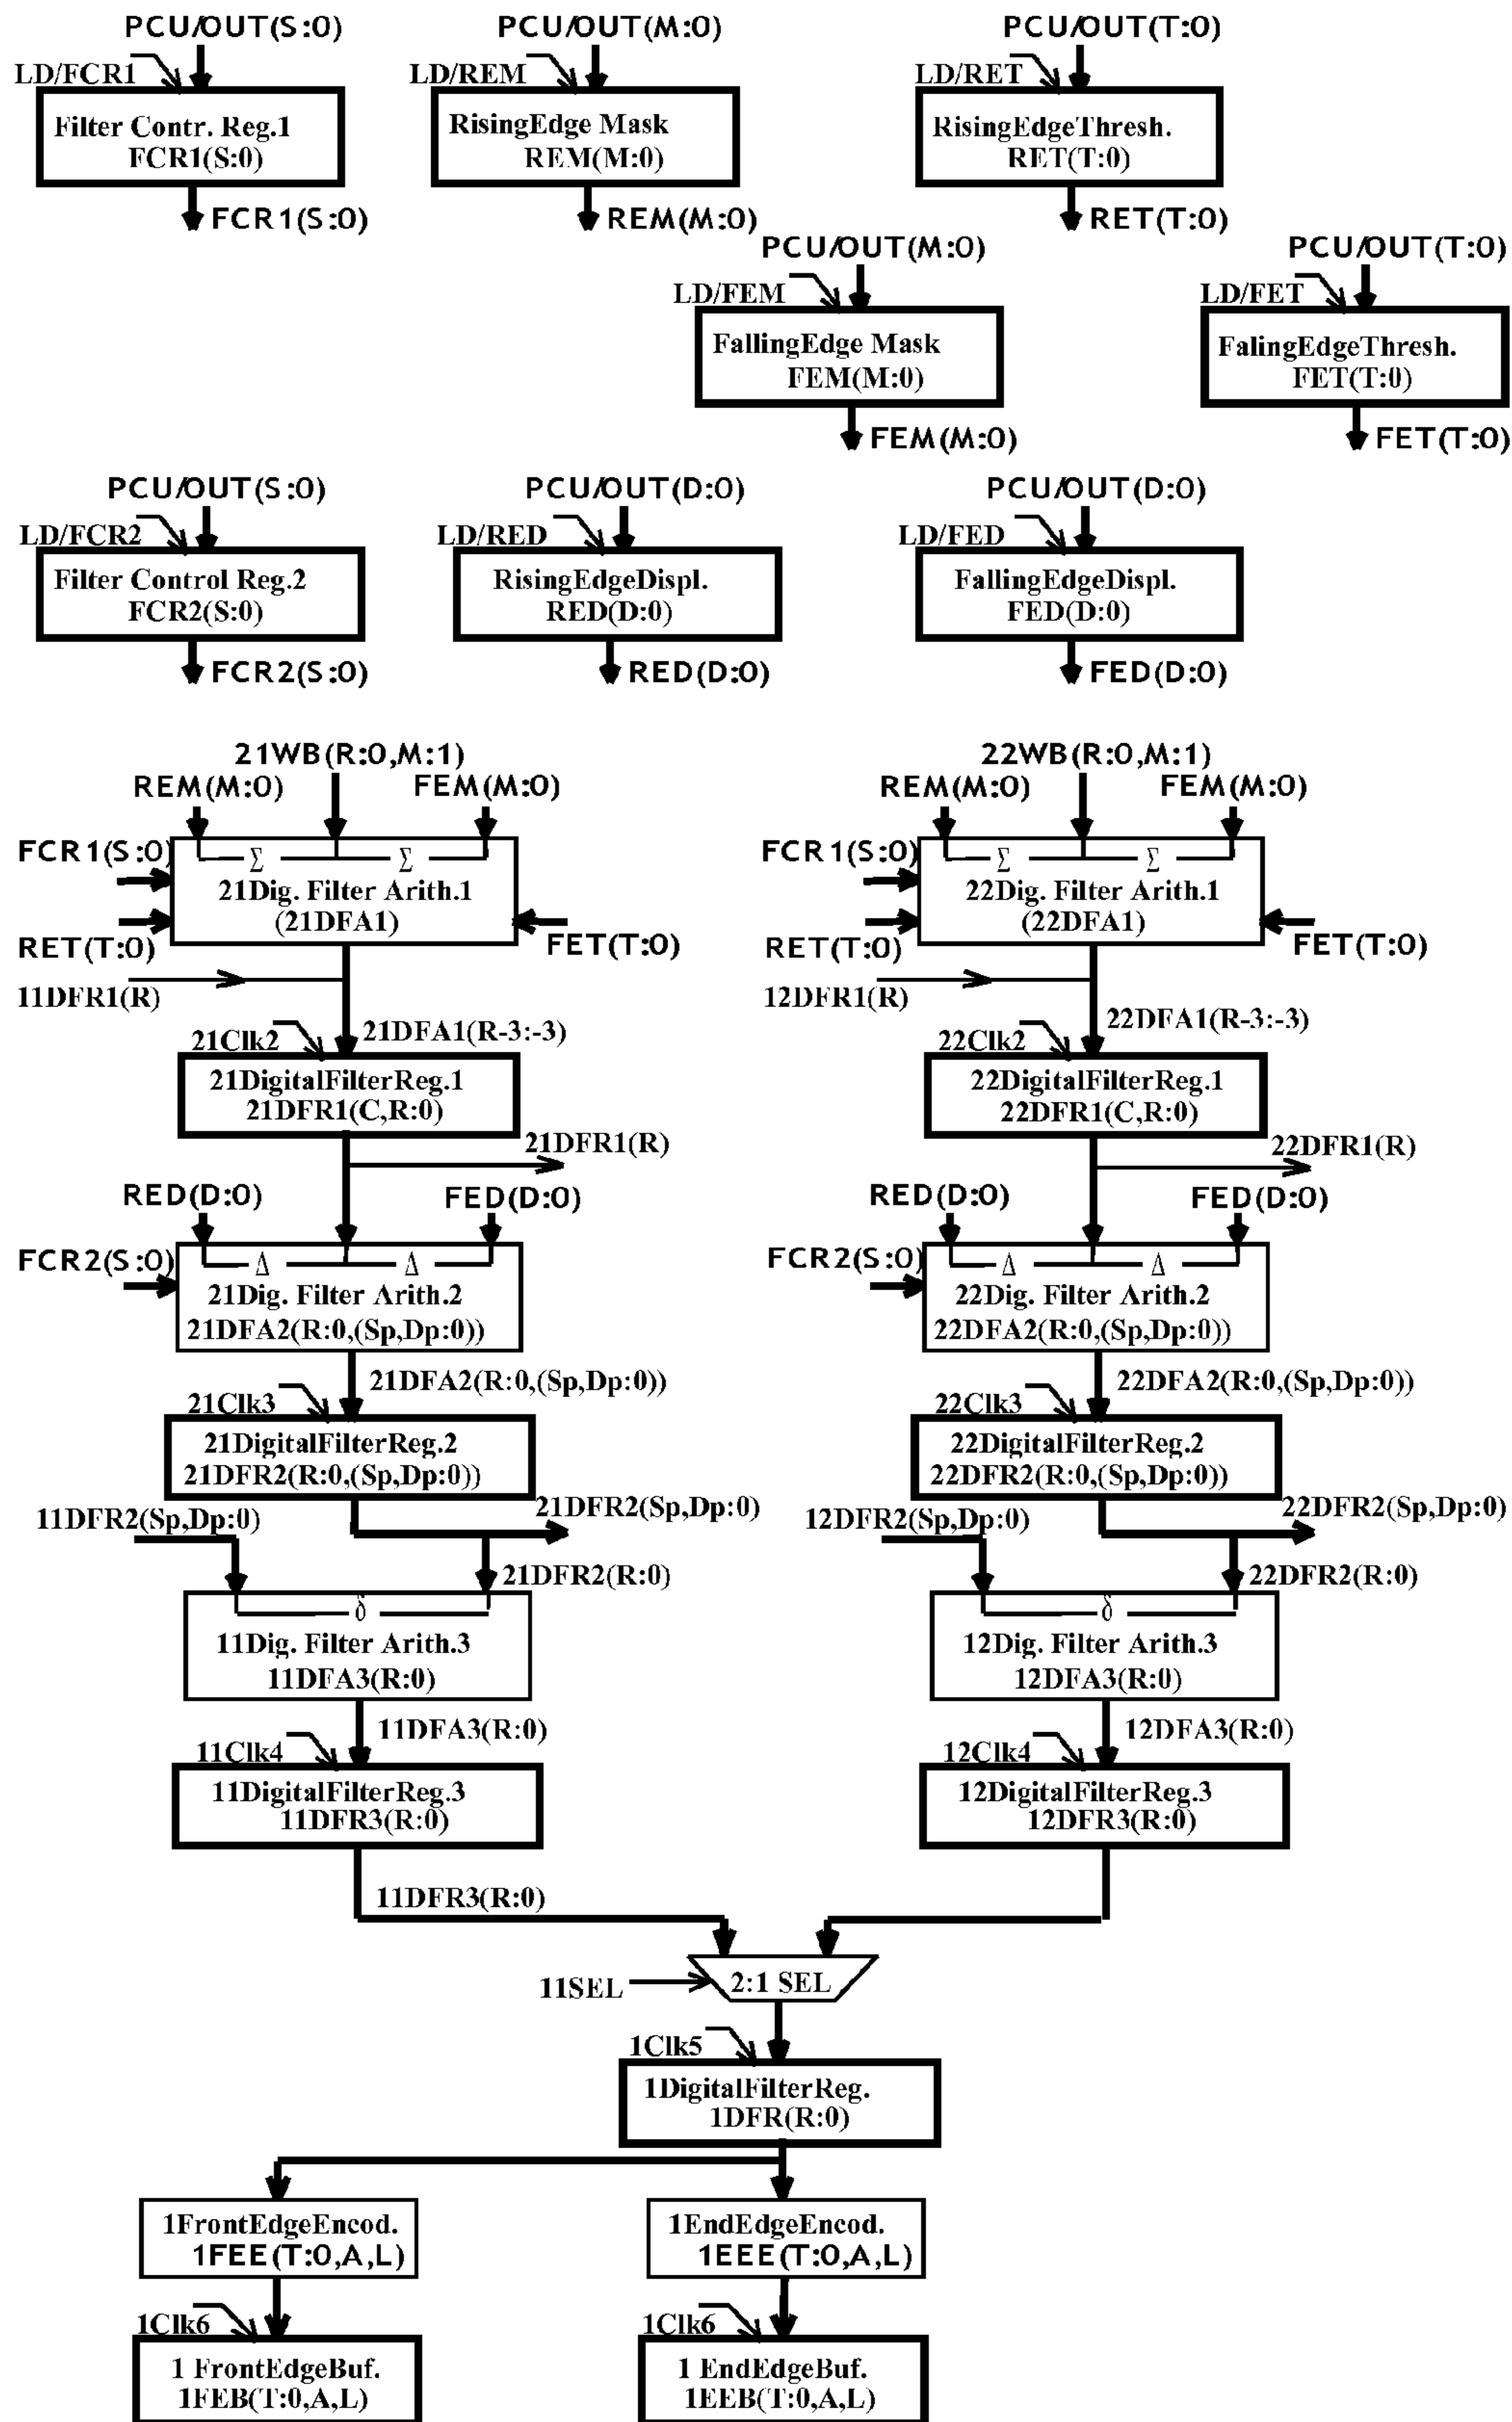 PCU/OUT(S:0)
PCU/OUT(M:0)
PCU/OUT(T:0)
LD/FCR1
LD/REM
LD/RET
Filter Contr. Reg.1
FCR1(S:0)
RisingEdge Mask
REM(M:0)
RisingEdgeThresh.
RET(T:0)
FCR1(S:0)
REM(M:0)
RET(T:0)
PCU/OUT(M:0)
PCU/OUT(T:0)
LD/FEM
LD/FET
FallingEdge Mask
FEM(M:0)
FalingEdgeThresh.
FET(T:0)
FEM(M:0)
FET(T:0)
PCU/OUT(S:0)
PCU/OUT(D:0)
PCU/OUT(D:0)
LD/FCR2
LD/RED
LD/FED
Filter Control Reg.2
FCR2(S:0)
RisingEdgeDispl.
RED(D:0)
FallingEdgeDispl.
FED(D:0)
FCR2(S:0)
RED(D:0)
FED(D:0)
21WB(R:0,M:1)
REM(M:0)
FEM(M:0)
FCR1(S:0)
Σ Σ
21Dig. Filter Arith.1
(21DFA1)
RET(T:0)
FET(T:0)
11DFR1(R)
21DFA1(R-3:-3)
21Clk2
21DigitalFilterReg.1
21DFR1(C,R:0)
21DFR1(R)
RED(D:0)
FED(D:0)
FCR2(S:0)
Δ Δ
21Dig. Filter Arith.2
21DFA2(R:0,(Sp,Dp:0))
21DFA2(R:0,(Sp,Dp:0))
21Clk3
21DigitalFilterReg.2
21DFR2(R:0,(Sp,Dp:0))
11DFR2(Sp,Dp:0)
21DFR2(Sp,Dp:0)
21DFR2(R:0)
δ
11Dig. Filter Arith.3
11DFA3(R:0)
11DFA3(R:0)
11Clk4
11DigitalFilterReg.3
11DFR3(R:0)
11DFR3(R:0)
22WB(R:0,M:1)
REM(M:0)
FEM(M:0)
FCR1(S:0)
Σ Σ
22Dig. Filter Arith.1
(22DFA1)
RET(T:0)
FET(T:0)
12DFR1(R)
22DFA1(R-3:-3)
22Clk2
22DigitalFilterReg.1
22DFR1(C,R:0)
22DFR1(R)
RED(D:0)
FED(D:0)
FCR2(S:0)
Δ Δ
22Dig. Filter Arith.2
22DFA2(R:0,(Sp,Dp:0))
22DFA2(R:0,(Sp,Dp:0))
22Clk3
22DigitalFilterReg.2
22DFR2(R:0,(Sp,Dp:0))
12DFR2(Sp,Dp:0)
22DFR2(Sp,Dp:0)
22DFR2(R:0)
δ
12Dig. Filter Arith.3
12DFA3(R:0)
12DFA3(R:0)
12Clk4
12DigitalFilterReg.3
12DFR3(R:0)
11SEL
2:1 SEL
1Clk5
1DigitalFilterReg.
1DFR(R:0)
1FrontEdgeEncod.
1FEE(T:0,A,L)
1EndEdgeEncod.
1EEE(T:0,A,L)
1Clk6
1Clk6
1 FrontEdgeBuf.
1FEB(T:0,A,L)
1 EndEdgeBuf.
1EEB(T:0,A,L)